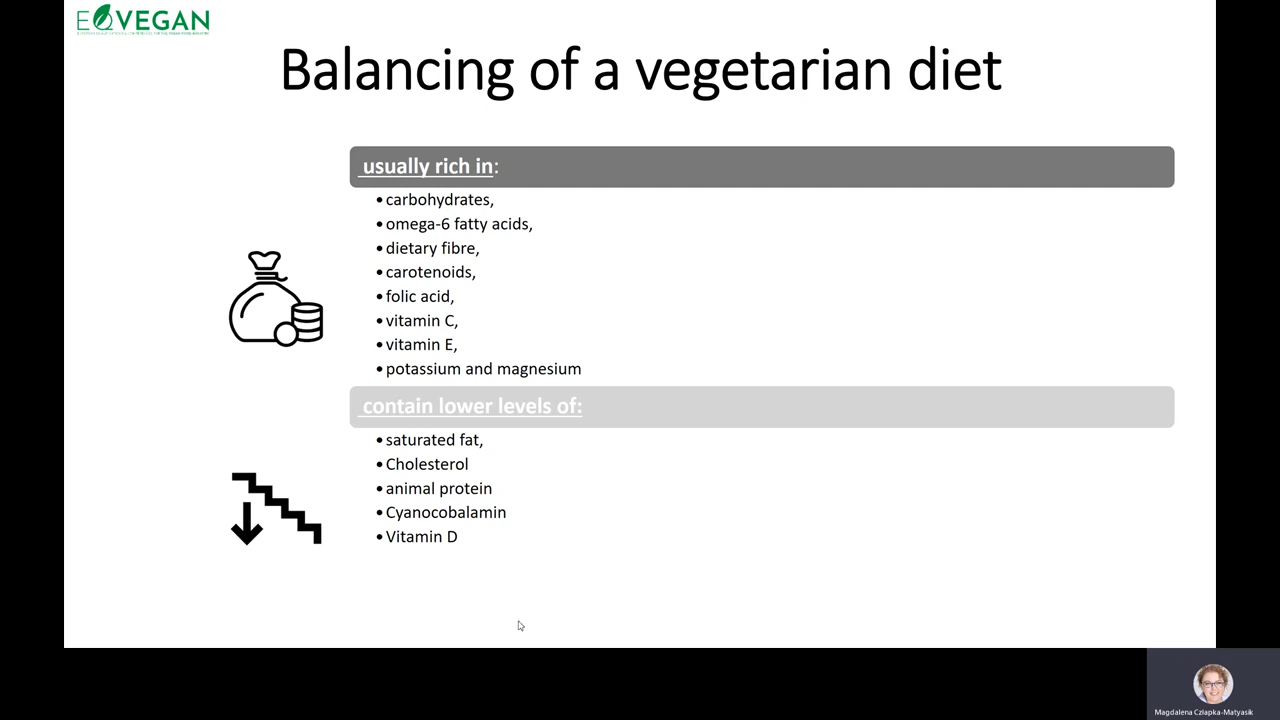 EQVEGAN
Balancing of a vegetarian diet
usually rich in:
•carbohydrates,
•omega-6 fatty acids,
•dietary fibre,
•carotenoids,
•folic acid,
•vitamin C,
•vitamin E,
•potassium and magnesium
contain lower levels of:
•saturated fat,
•Cholesterol
•animal protein
•Cyanocobalamin
•Vitamin D
Magdalena Człapka-Matyasik